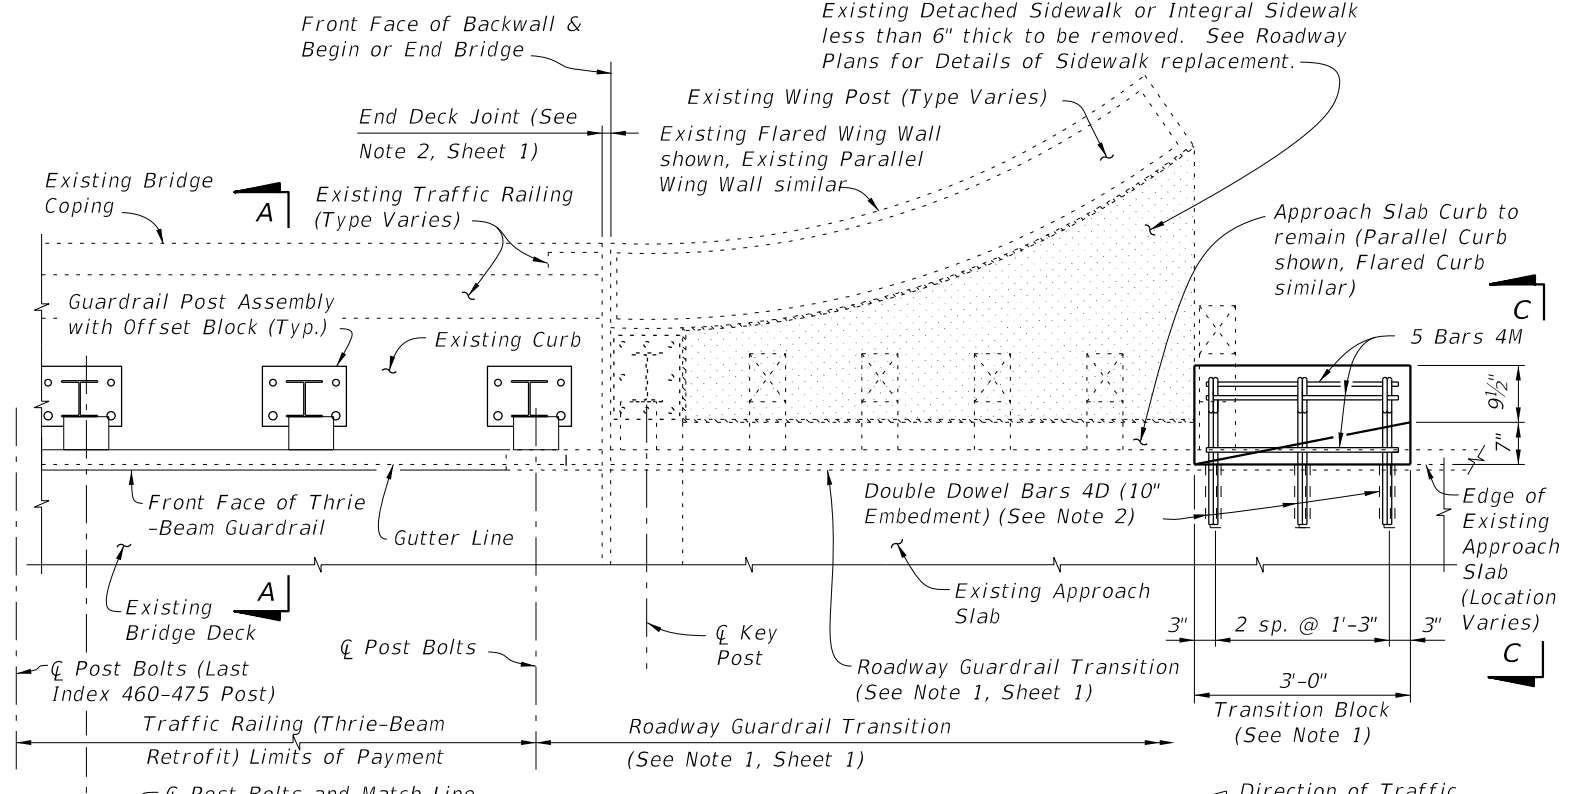 Front Face of Backwall &
Begin or End Bridge
Existing Detached Sidewalk or Integral Sidewalk
less than 6" thick to be removed.  See Roadway
Plans for Details of Sidewalk replacement.
Existing Wing Post (Type Varies)
End Deck Joint (See
Note 2, Sheet 1)
Existing Flared Wing Wall
shown, Existing Parallel
Wing Wall similar
Existing Bridge
Coping
A
Existing Traffic Railing
(Type Varies)
Approach Slab Curb to
remain (Parallel Curb
shown, Flared Curb
similar)
C
Guardrail Post Assembly
with Offset Block (Typ.)
Existing Curb
5 Bars 4M
9½"
7"
Front Face of Thrie
-Beam Guardrail
Gutter Line
Double Dowel Bars 4D (10"
Embedment) (See Note 2)
Edge of
Existing
Approach
Slab
(Location
Varies)
Existing
Bridge Deck
A
Existing Approach
Slab
3"
2 sp. @ 1'-3"
3"
℄ Key
Post
℄ Post Bolts
C
℄ Post Bolts (Last
Index 460-475 Post)
Roadway Guardrail Transition
(See Note 1, Sheet 1)
3'-0"
Transition Block
(See Note 1)
Traffic Railing (Thrie-Beam
Retrofit) Limits of Payment
Roadway Guardrail Transition
(See Note 1, Sheet 1)
℄ Post Bolts and Match Line
Direction of Traffic